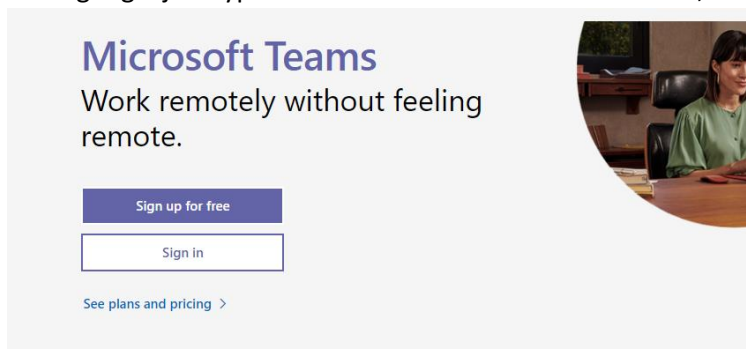 Microsoft Teams
Work remotely without feeling
remote.
Sign up for free
Sign in
See plans and pricing >